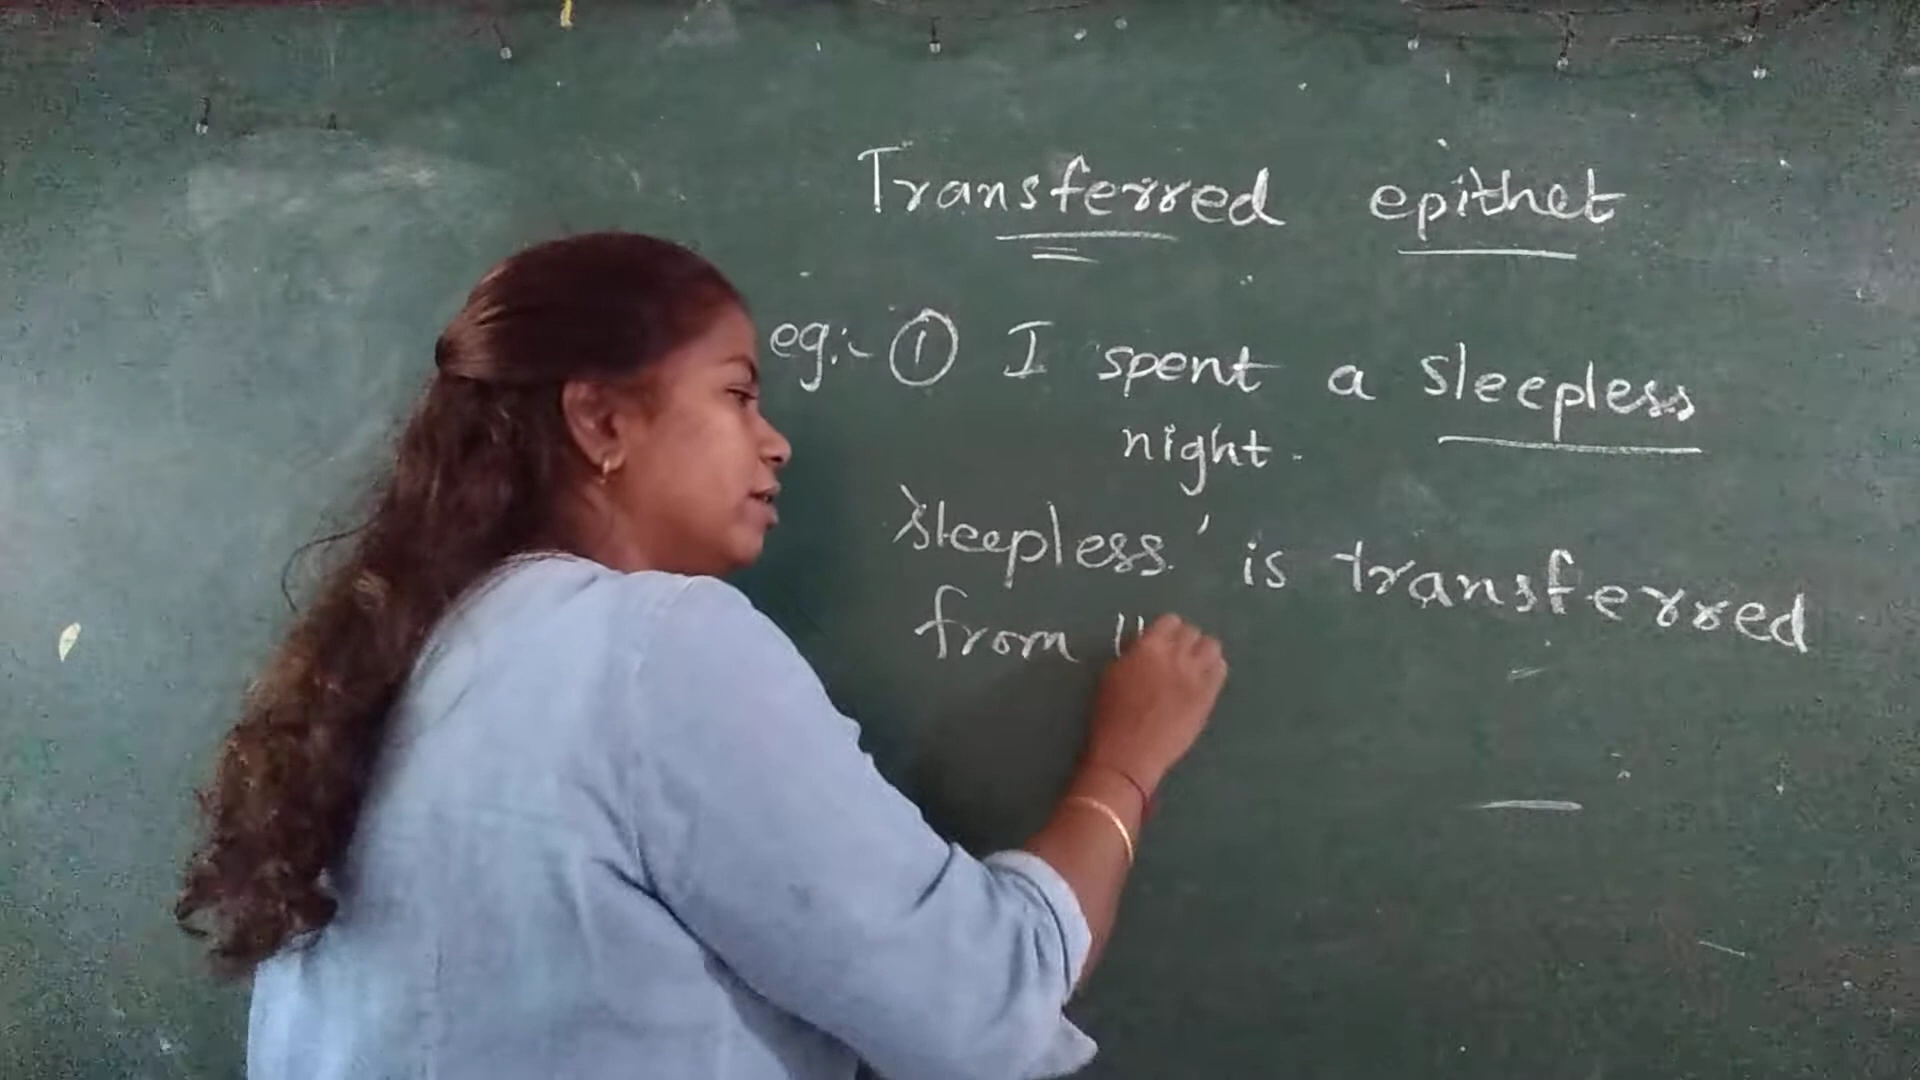 Transferred epithet
eg:- ① I spent a sleepless
night.
'sleepless' is transferred
from